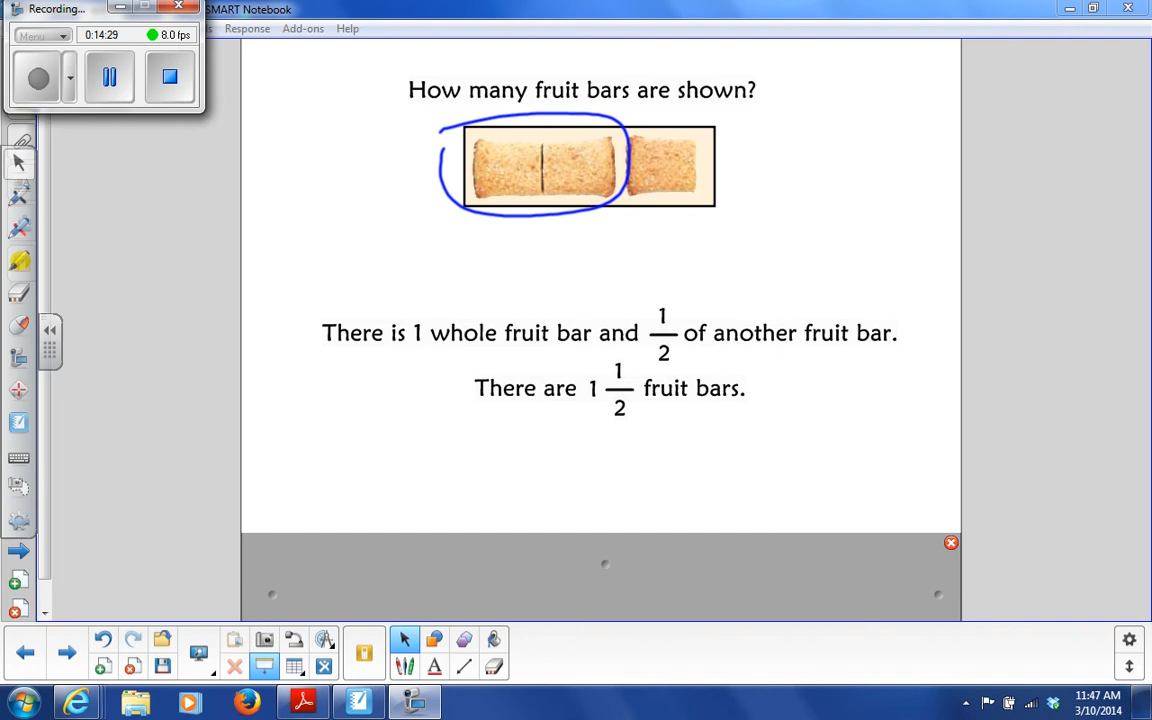 Recording...
SMART Notebook
Menu
0:14:29
8.0 fps
Response Add-ons Help
How many fruit bars are shown?
There is 1 whole fruit bar and 1/2 of another fruit bar.
There are 1 1/2 fruit bars.
A
11:47 AM
3/10/2014